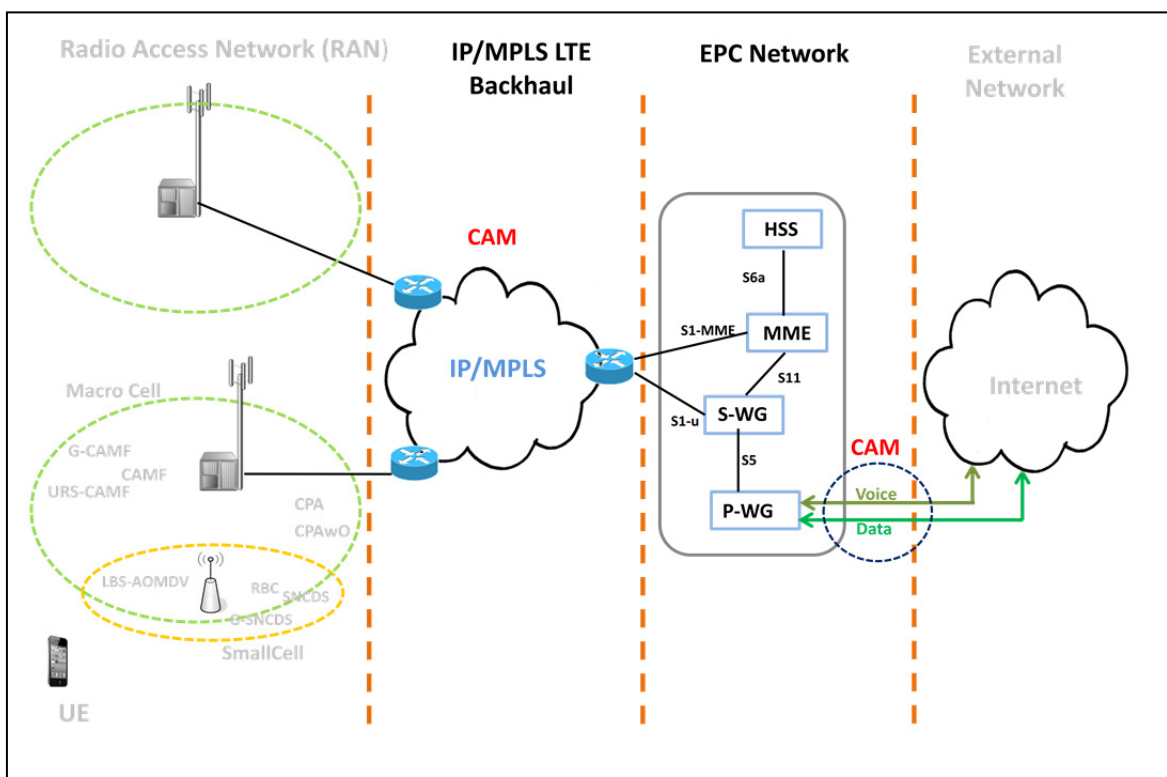 Radio Access Network (RAN)
IP/MPLS LTE
Backhaul
EPC Network
External
Network
CAM
HSS
S6a
S1-MME
MME
IP/MPLS
S11
Internet
Macro Cell
S1-u
S-WG
G-CAMF
CAMF
URS-CAMF
S5
CAM
CPA
CPAwO
P-WG
Voice
Data
LBS-AOMDV
RBC
SNCDS
G-SNCDS
SmallCell
UE